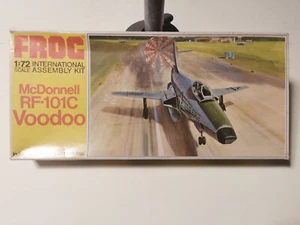 FROG
1:72 INTERNATIONAL
SCALE ASSEMBLY KIT
McDonnell
RF-101C
Voodoo